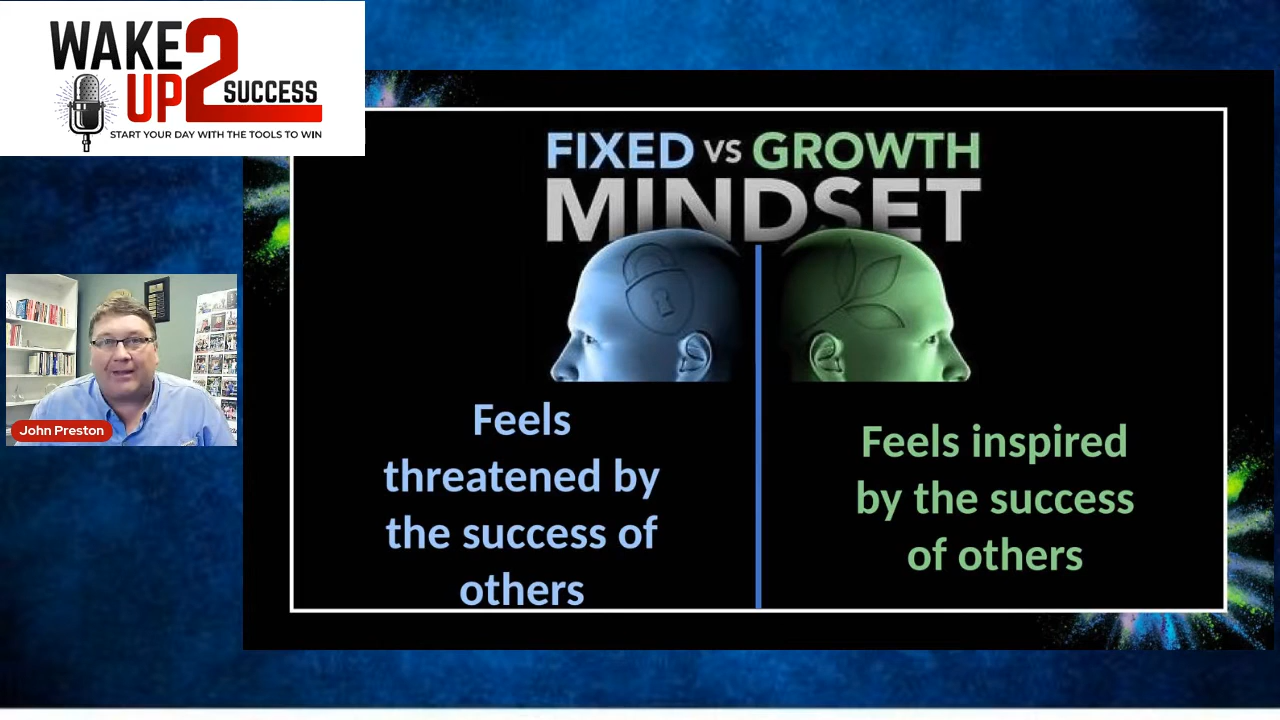 WAKE
UP 2 SUCCESS
START YOUR DAY WITH THE TOOLS TO WIN
FIXED VS GROWTH
MINDSET
John Preston
Feels
threatened by
the success of
others
Feels inspired
by the success
of others